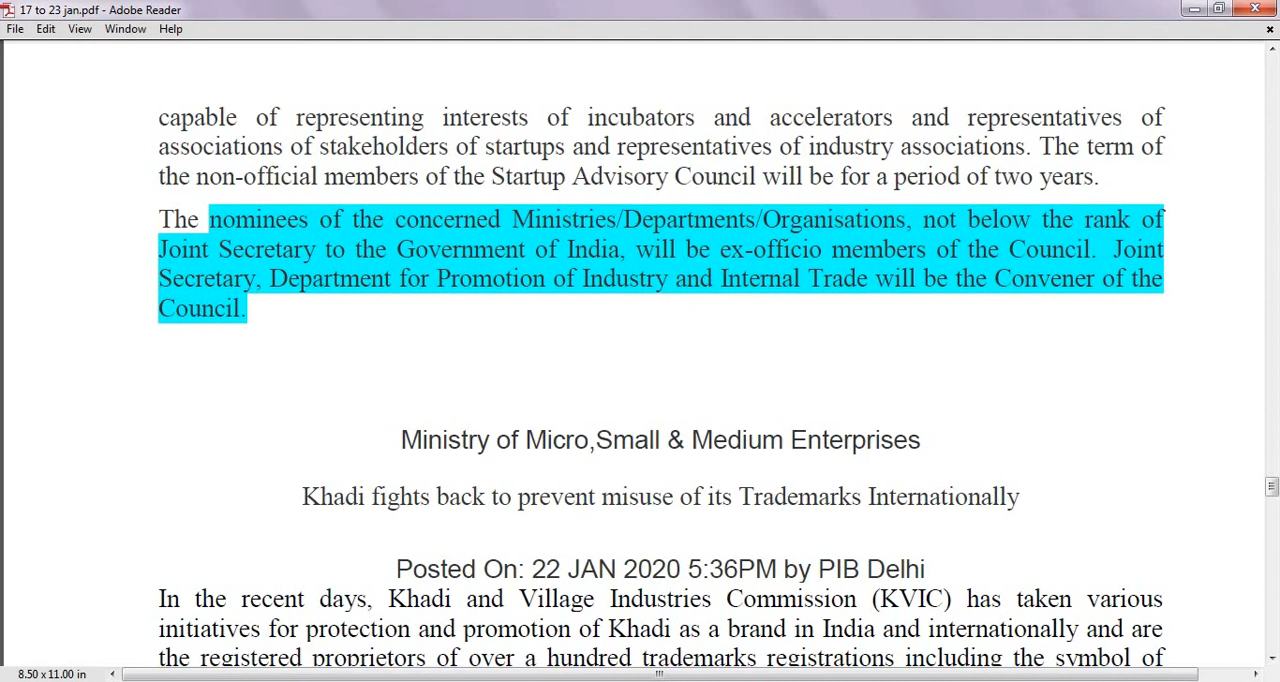 17 to 23 jan.pdf - Adobe Reader
File Edit View Window Help
capable of representing interests of incubators and accelerators and representatives of
associations of stakeholders of startups and representatives of industry associations. The term of
the non-official members of the Startup Advisory Council will be for a period of two years.
The nominees of the concerned Ministries/Departments/Organisations, not below the rank of
Joint Secretary to the Government of India, will be ex-officio members of the Council. Joint
Secretary, Department for Promotion of Industry and Internal Trade will be the Convener of the
Council.
Ministry of Micro,Small & Medium Enterprises
Khadi fights back to prevent misuse of its Trademarks Internationally
Posted On: 22 JAN 2020 5:36PM by PIB Delhi
In the recent days, Khadi and Village Industries Commission (KVIC) has taken various
initiatives for protection and promotion of Khadi as a brand in India and internationally and are
the registered proprietors of over a hundred trademarks registrations including the symbol of
8.50 x 11.00 in